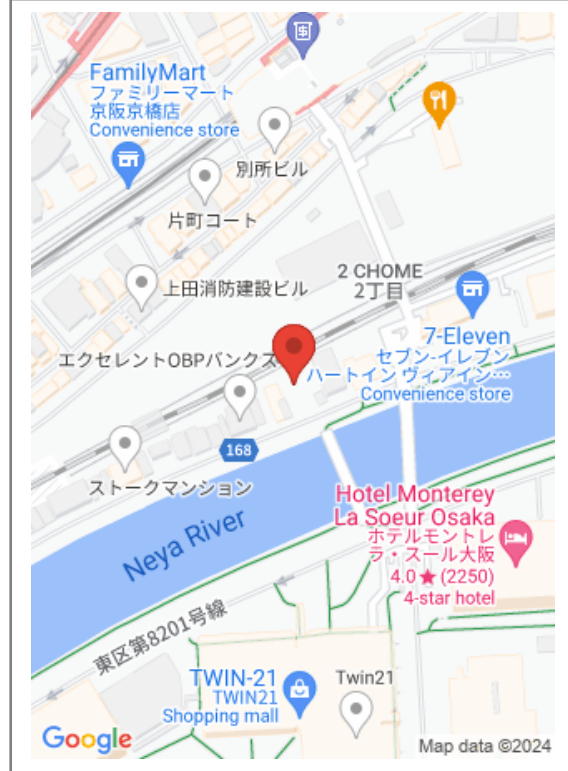 FamilyMart
ファミリーマート
京阪京橋店
Convenience store
別所ビル
片町コート
2 CHOME
2丁目
上田消防建設ビル
7-Eleven
セブン-イレブン
ハートイン ヴィアイン…
Convenience store
エクセレントOBPバンクス
168
ストークマンション
Neya River
Hotel Monterey
La Soeur Osaka
ホテルモントレ
ラ・スール大阪
4.0★(2250)
4-star hotel
東区第8201号線
TWIN-21
TWIN21
Shopping mall
Twin21
Google
Map data ©2024